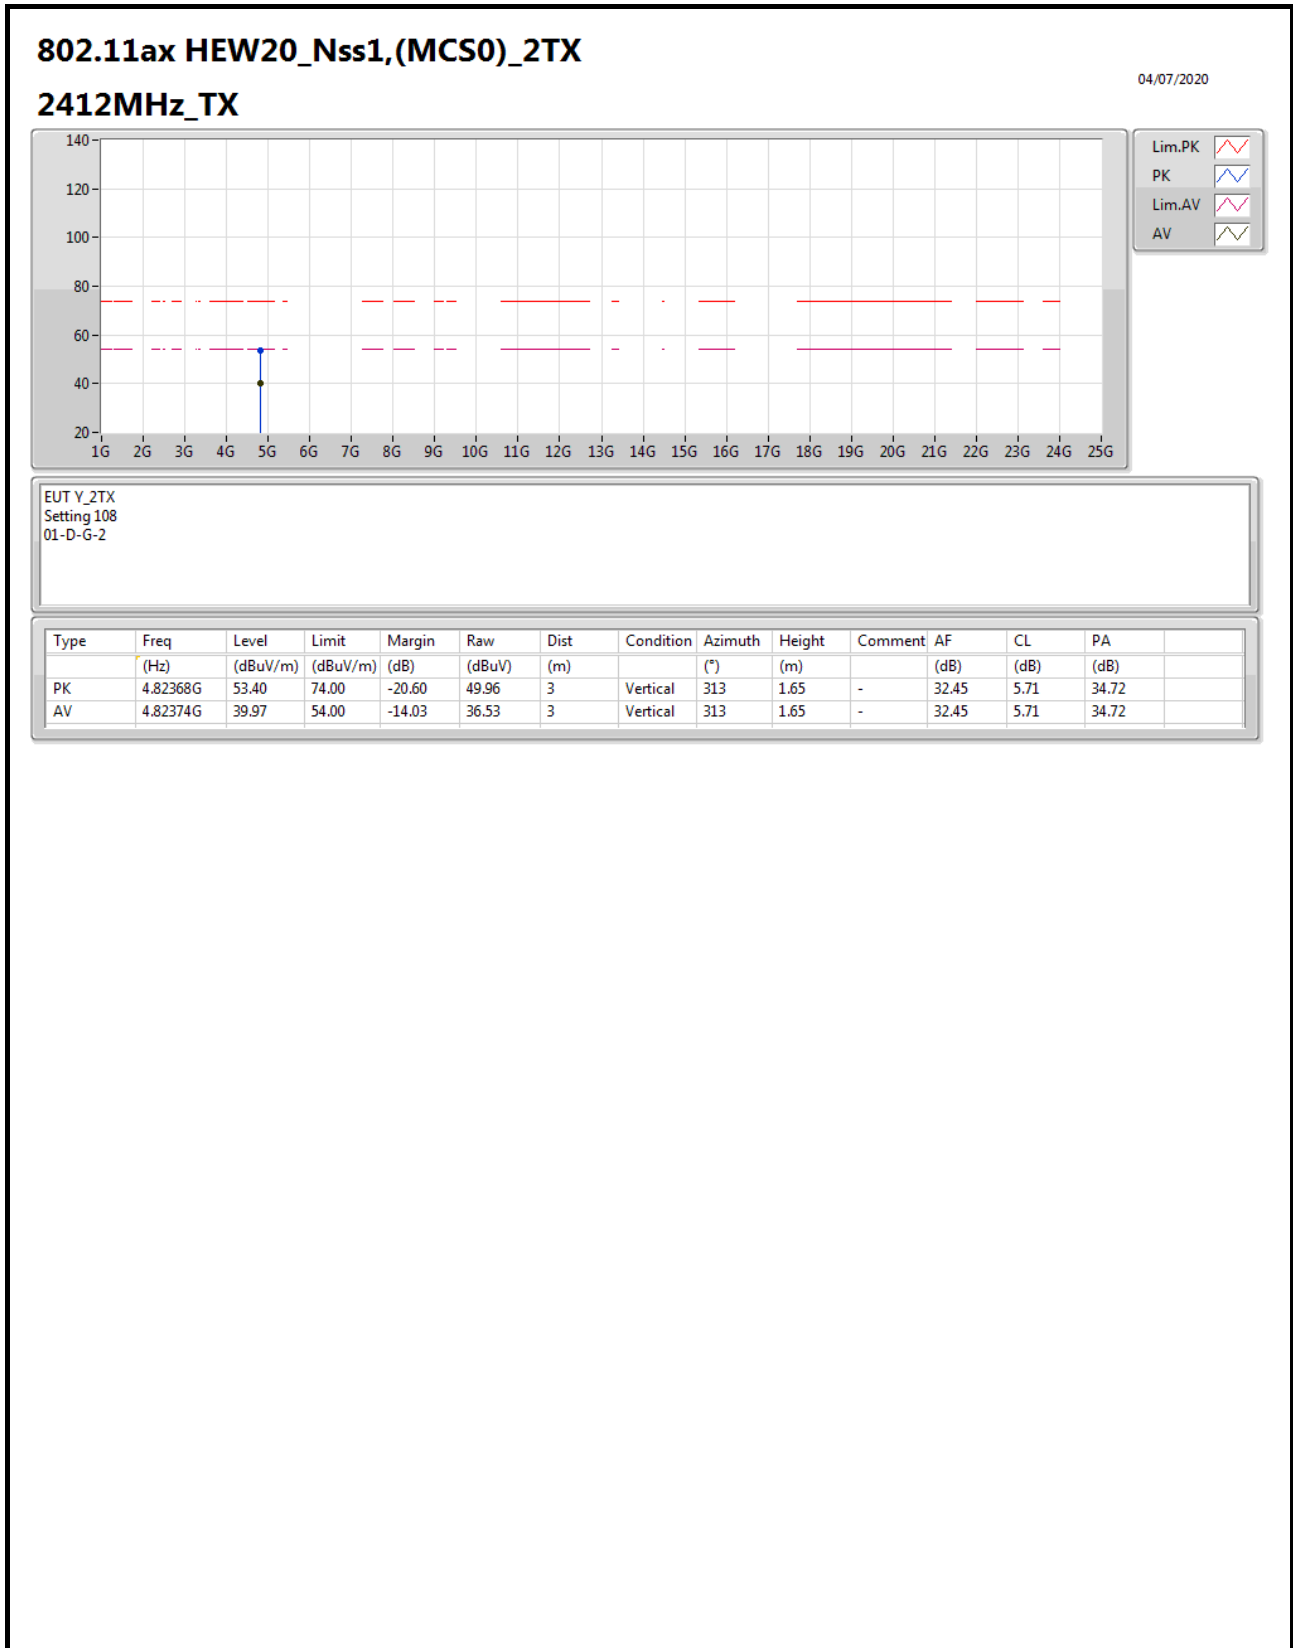 802.11ax HEW20_Nss1,(MCS0)_2TX
04/07/2020
2412MHz_TX
140
120
100
80
60
40
20
1G 2G 3G 4G 5G 6G 7G 8G 9G 10G 11G 12G 13G 14G 15G 16G 17G 18G 19G 20G 21G 22G 23G 24G 25G
Lim.PK
PK
Lim.AV
AV
EUT Y_2TX
Setting 108
01-D-G-2
Type Freq Level Limit Margin Raw Dist Condition Azimuth Height Comment AF CL PA
(Hz) (dBuV/m) (dBuV/m) (dB) (dBuV) (m) (°) (m) (dB) (dB) (dB)
PK 4.82368G 53.40 74.00 -20.60 49.96 3 Vertical 313 1.65 - 32.45 5.71 34.72
AV 4.82374G 39.97 54.00 -14.03 36.53 3 Vertical 313 1.65 - 32.45 5.71 34.72